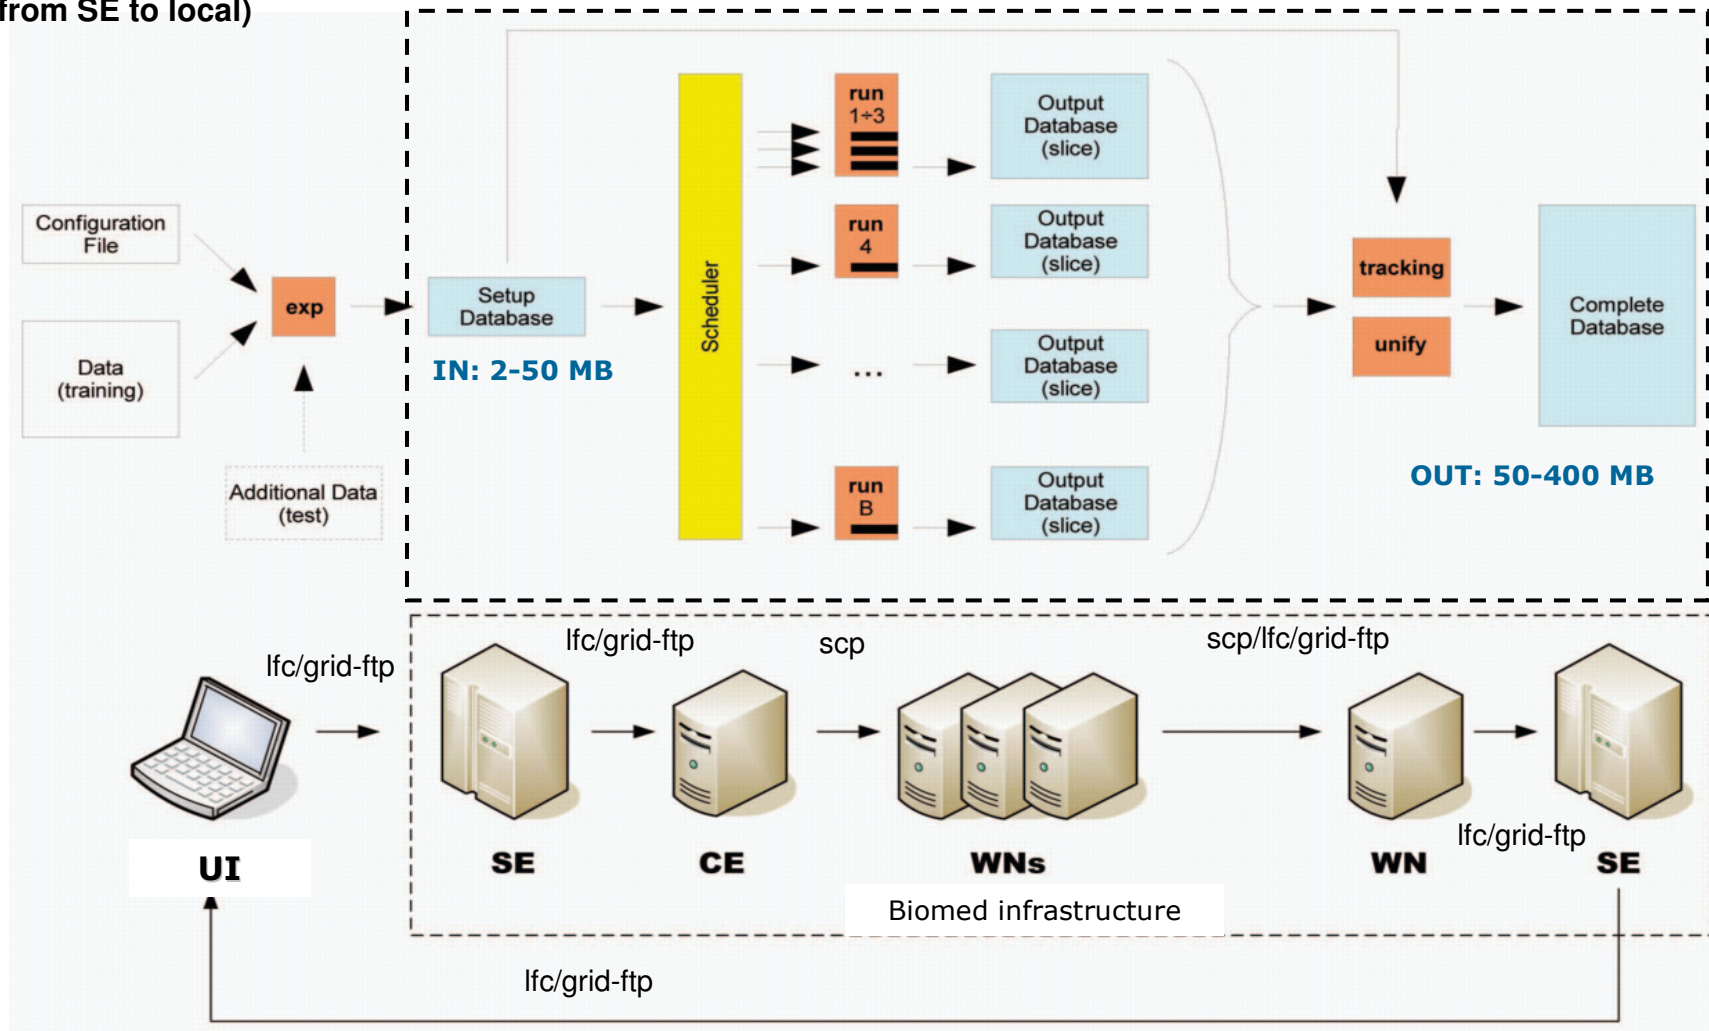 from SE to local)
Configuration
File
Data
(training)
exp
Additional Data
(test)
Setup
Database
IN: 2-50 MB
Scheduler
run
1÷3
Output
Database
(slice)
run
4
Output
Database
(slice)
...
Output
Database
(slice)
run
B
Output
Database
(slice)
tracking
unify
Complete
Database
OUT: 50-400 MB
lfc/grid-ftp
lfc/grid-ftp
scp
scp/lfc/grid-ftp
lfc/grid-ftp
UI
SE
CE
WNs
WN
SE
Biomed infrastructure
lfc/grid-ftp